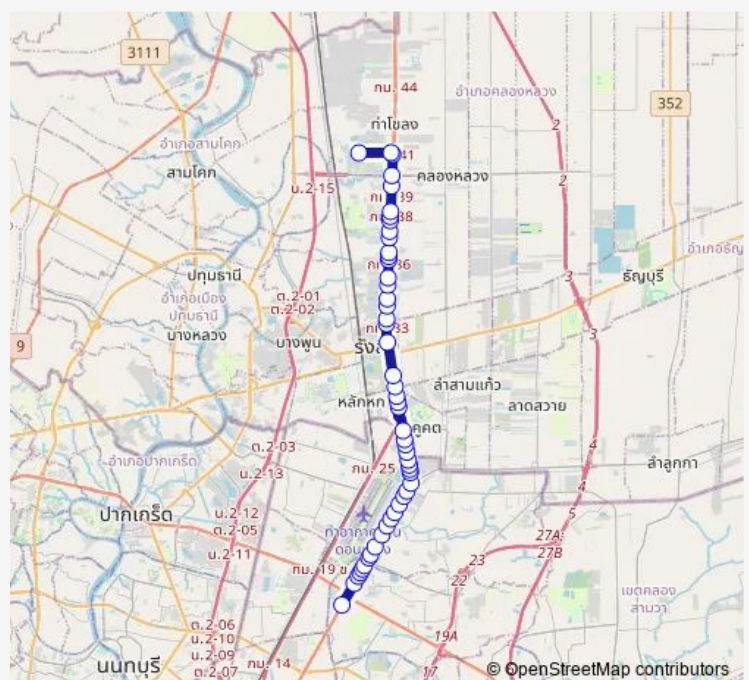 3111
กม. 44
อำเภอคลองหลวง
352
ท่าโขลง
อำเภอสามโคก
สามโคก
41
2
คลองหลวง
น.2-15
กม. 39
2
กม. 38
ปทุมธานี
กม. 36
ธัญบุรี
3
อำเภอเมือง
ปทุมธานี
ต.2-01
ต.2-02
บางหลวง
บางพูน
33
3
9
ลำสามแก้ว
หลักหก
ลาดสวาย
คูคต
ต.2-03
4
อำเภอปากเกร็ด
น.2-13
กม. 25
ลำลูกกา
4
ปากเกร็ด
น.2-12
5
ต.2-05
น.2-11
27A
27B
23
กม. 19
22
เขตคลอง
สามวา
ต.2-06
น.2-10
น.2-09
ต.2-07
19A
นนทบุรี
กม. 14
17
© OpenStreetMap contributors